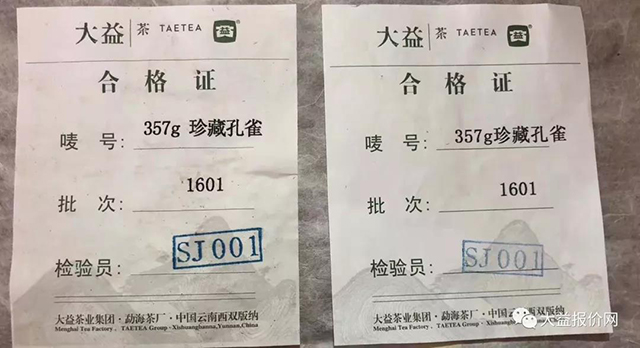 大益 茶 TAETEA 益
合格证
唛 号: 357g 珍藏孔雀
批 次: 1601
检验员: SJ001
大益茶业集团·勐海茶厂·中国云南西双版纳
Menghai Tea Factory, TAETEA Group·Xishuangbanna,Yunnan,China
大益 茶 TAETEA 益
合格证
唛 号: 357g珍藏孔雀
批 次: 1601
检验员: SJ001
大益茶业集团·勐海茶厂·中国云南西双版纳
Menghai Tea Factory, TAETEA Group·Xishuangbanna
大益报价网